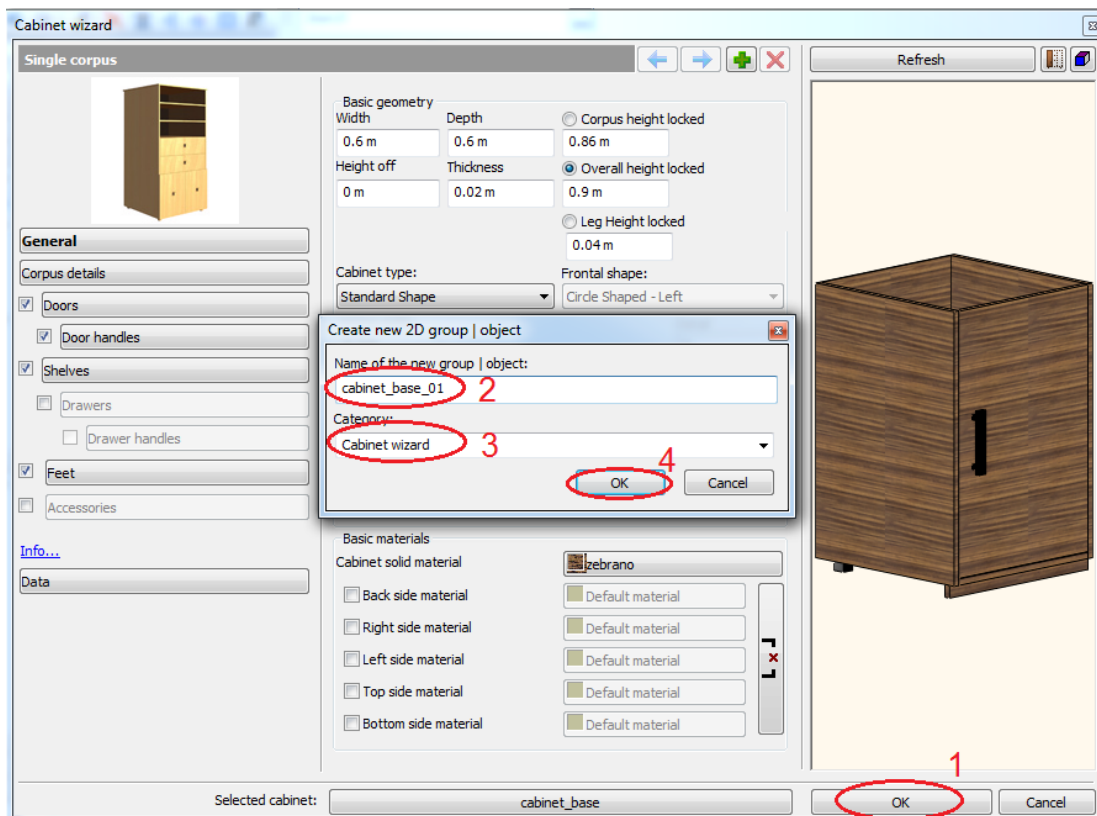 Cabinet wizard
Single corpus
Refresh
Basic geometry
Width Depth Corpus height locked
0.6 m 0.6 m 0.86 m
Height off Thickness Overall height locked
0 m 0.02 m 0.9 m
Leg Height locked
0.04 m
General
Corpus details
Doors
Door handles
Shelves
Drawers
Drawer handles
Feet
Accessories
Info...
Data
Cabinet type: Frontal shape:
Standard Shape Circle Shaped - Left
Create new 2D group | object
Name of the new group | object:
cabinet_base_01 2
Category:
Cabinet wizard 3
4
OK Cancel
Basic materials
Cabinet solid material zebrano
Back side material Default material
Right side material Default material
Left side material Default material
Top side material Default material
Bottom side material Default material
1
Selected cabinet: cabinet_base OK Cancel